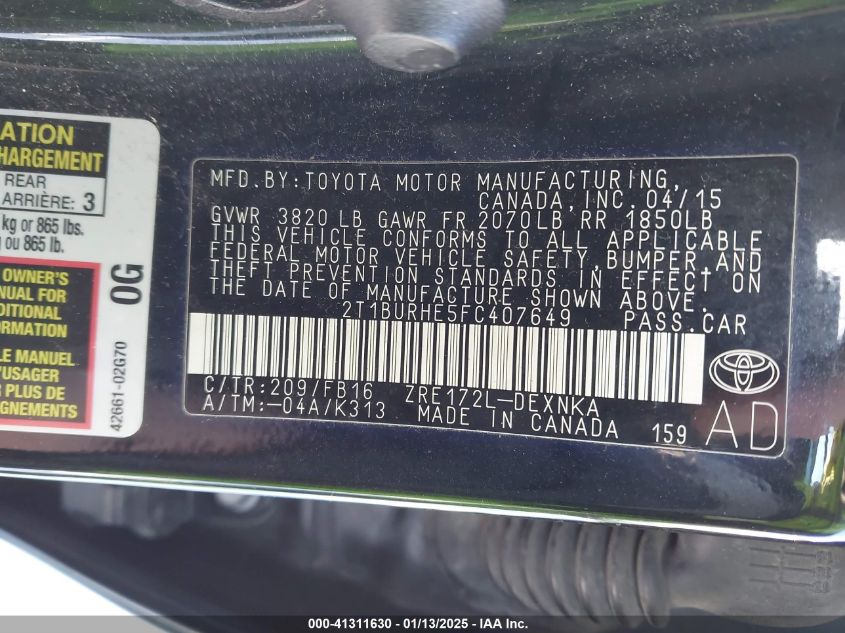 ATION
CHARGEMENT
REAR
ARRIÈRE: 3
kg or 865 lbs.
ou 865 lb.
OWNER'S
NUAL FOR
DITIONAL
FORMATION
LE MANUEL
'USAGER
PLUS DE
42661-02G70
0G
MFD.BY:TOYOTA MOTOR MANUFACTURING,
CANADA, INC. 04/15
GVWR 3820 LB GAWR FR 2070LB RR 1850LB
THIS VEHICLE CONFORMS TO ALL APPLICABLE
FEDERAL MOTOR VEHICLE SAFETY, BUMPER, AND
THEFT PREVENTION STANDARDS IN EFFECT ON
THE DATE OF MANUFACTURE SHOWN ABOVE.
2T1BURHE5FC407649 PASS.CAR
C/TR:209/FB16 ZRE172L-DEXNKA
A/TM:-04A/K313 MADE IN CANADA 159
AD
000-41311630 - 01/13/2025 - IAA Inc.